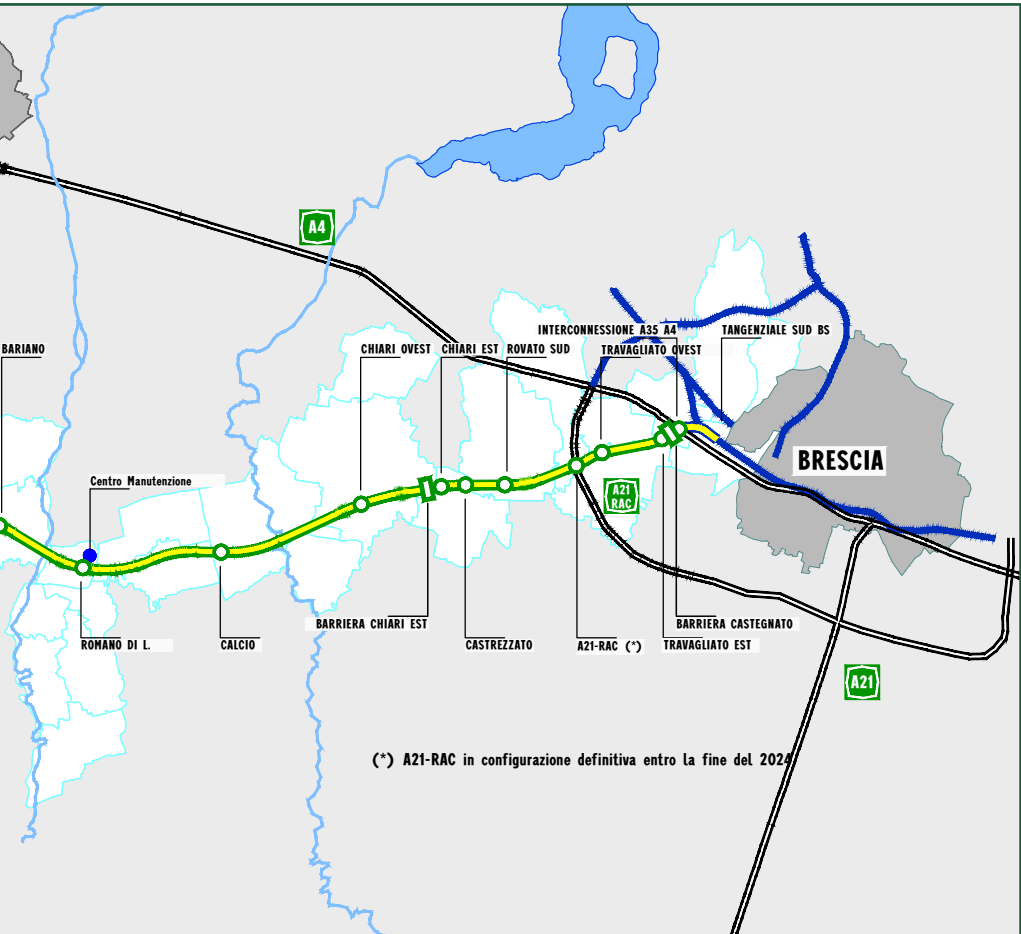 A4
INTERCONNESSIONE A35 A4
TANGENZIALE SUD BS
BARIANO
CHIARI OVEST
CHIARI EST
ROVATO SUD
TRAVAGLIATO OVEST
BRESCIA
Centro Manutenzione
A21
RAC
BARRIERA CHIARI EST
BARRIERA CASTEGNATO
ROMANO DI L.
CALCIO
CASTREZZATO
A21-RAC (*)
TRAVAGLIATO EST
A21
(*) A21-RAC in configurazione definitiva entro la fine del 2024